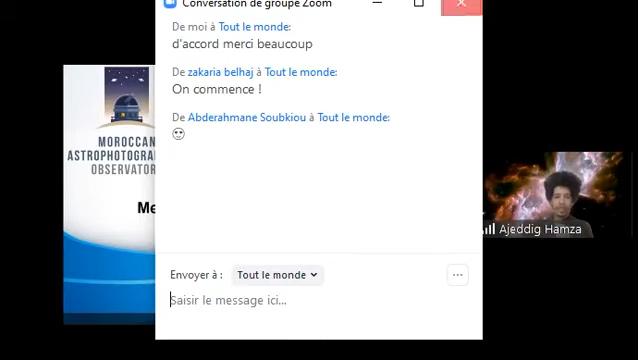 Conversation de groupe Zoom
De moi à Tout le monde:
d'accord merci beaucoup
De zakaria belhaj à Tout le monde:
On commence !
De Abderahmane Soubkiou à Tout le monde:
MOROCCAN
ASTROPHOTOGRA
OBSERVATOR
Me
Ajeddig Hamza
Envoyer à : Tout le monde
Saisir le message ici...